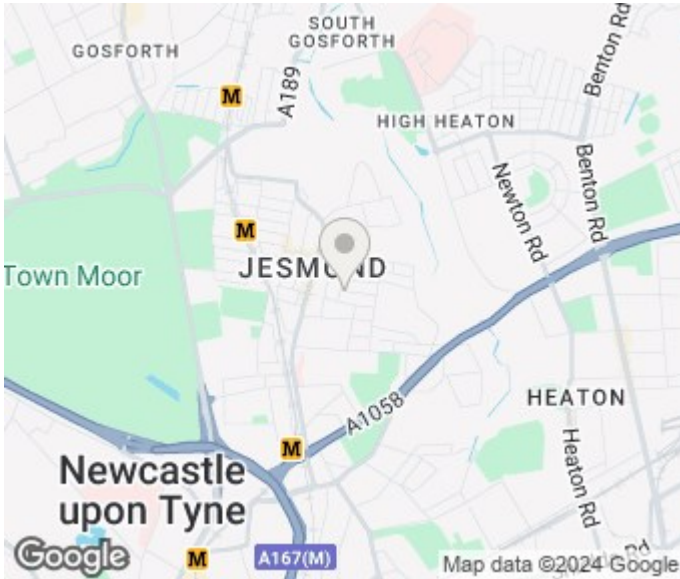 SOUTH
GOSFORTH
GOSFORTH
Benton Rd
M
A189
HIGH HEATON
Newton Rd
Benton Rd
M
JESMOND
Town Moor
A1058
HEATON
M
Heaton Rd
Newcastle
upon Tyne
Google
M
A167(M)
Rd
Map data ©2024 Google